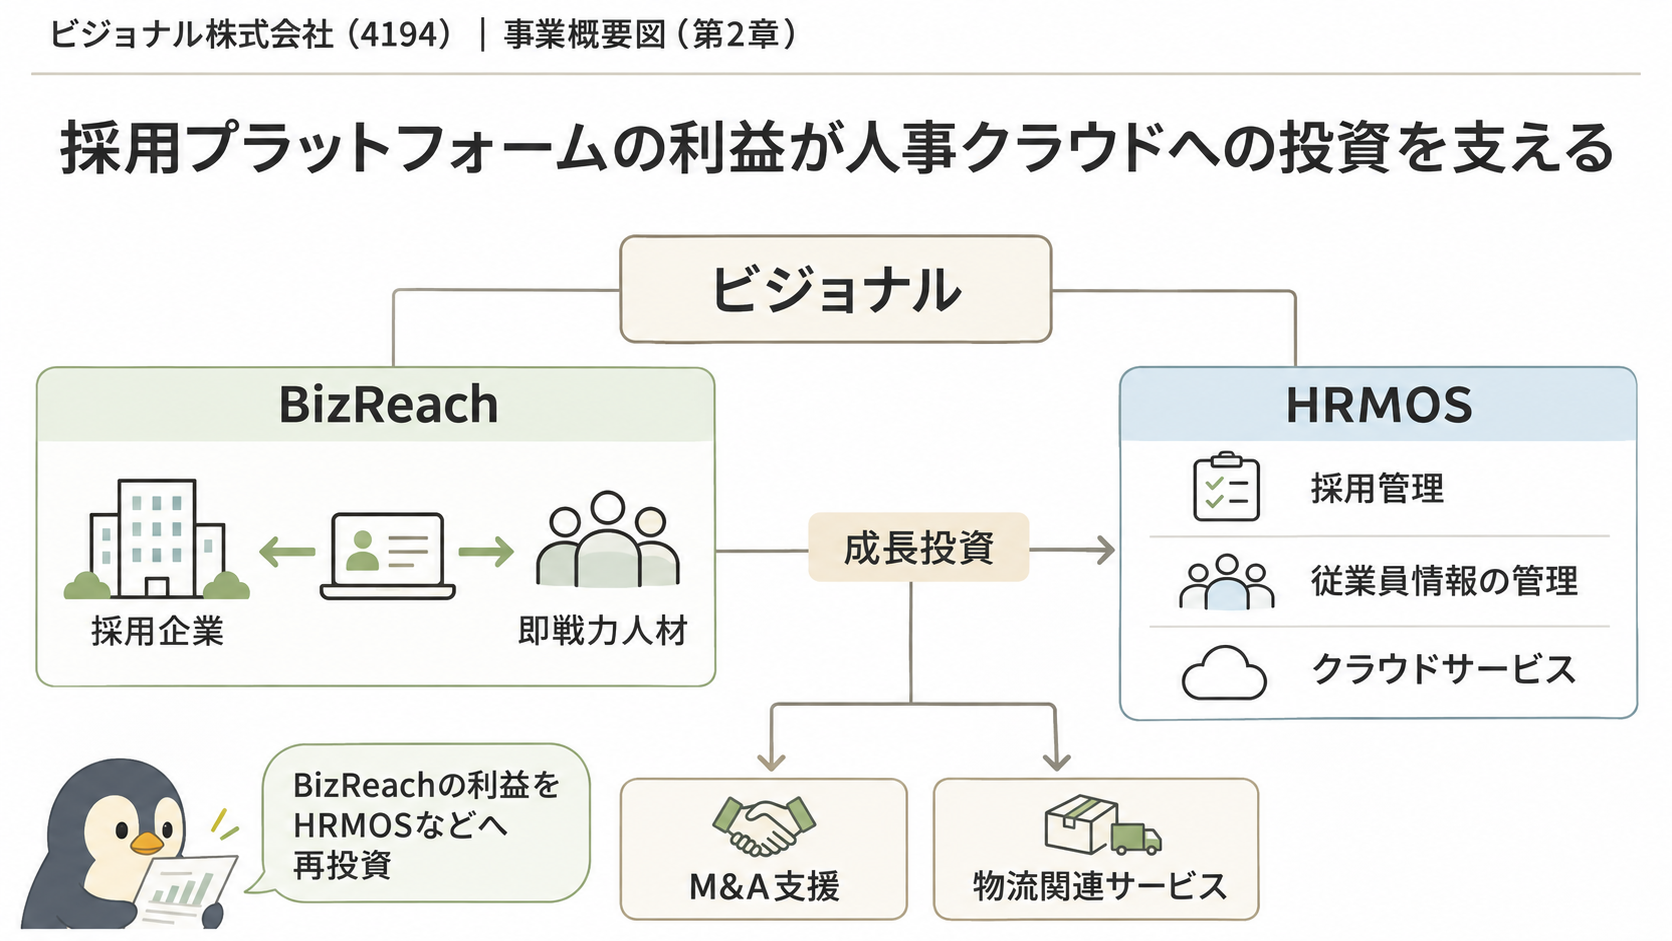 ビジョナル株式会社（4194）｜事業概要図（第2章）
採用プラットフォームの利益が人事クラウドへの投資を支える
ビジョナル
BizReach
採用企業
即戦力人材
成長投資
HRMOS
採用管理
従業員情報の管理
クラウドサービス
BizReachの利益を
HRMOSなどへ
再投資
M&A支援
物流関連サービス